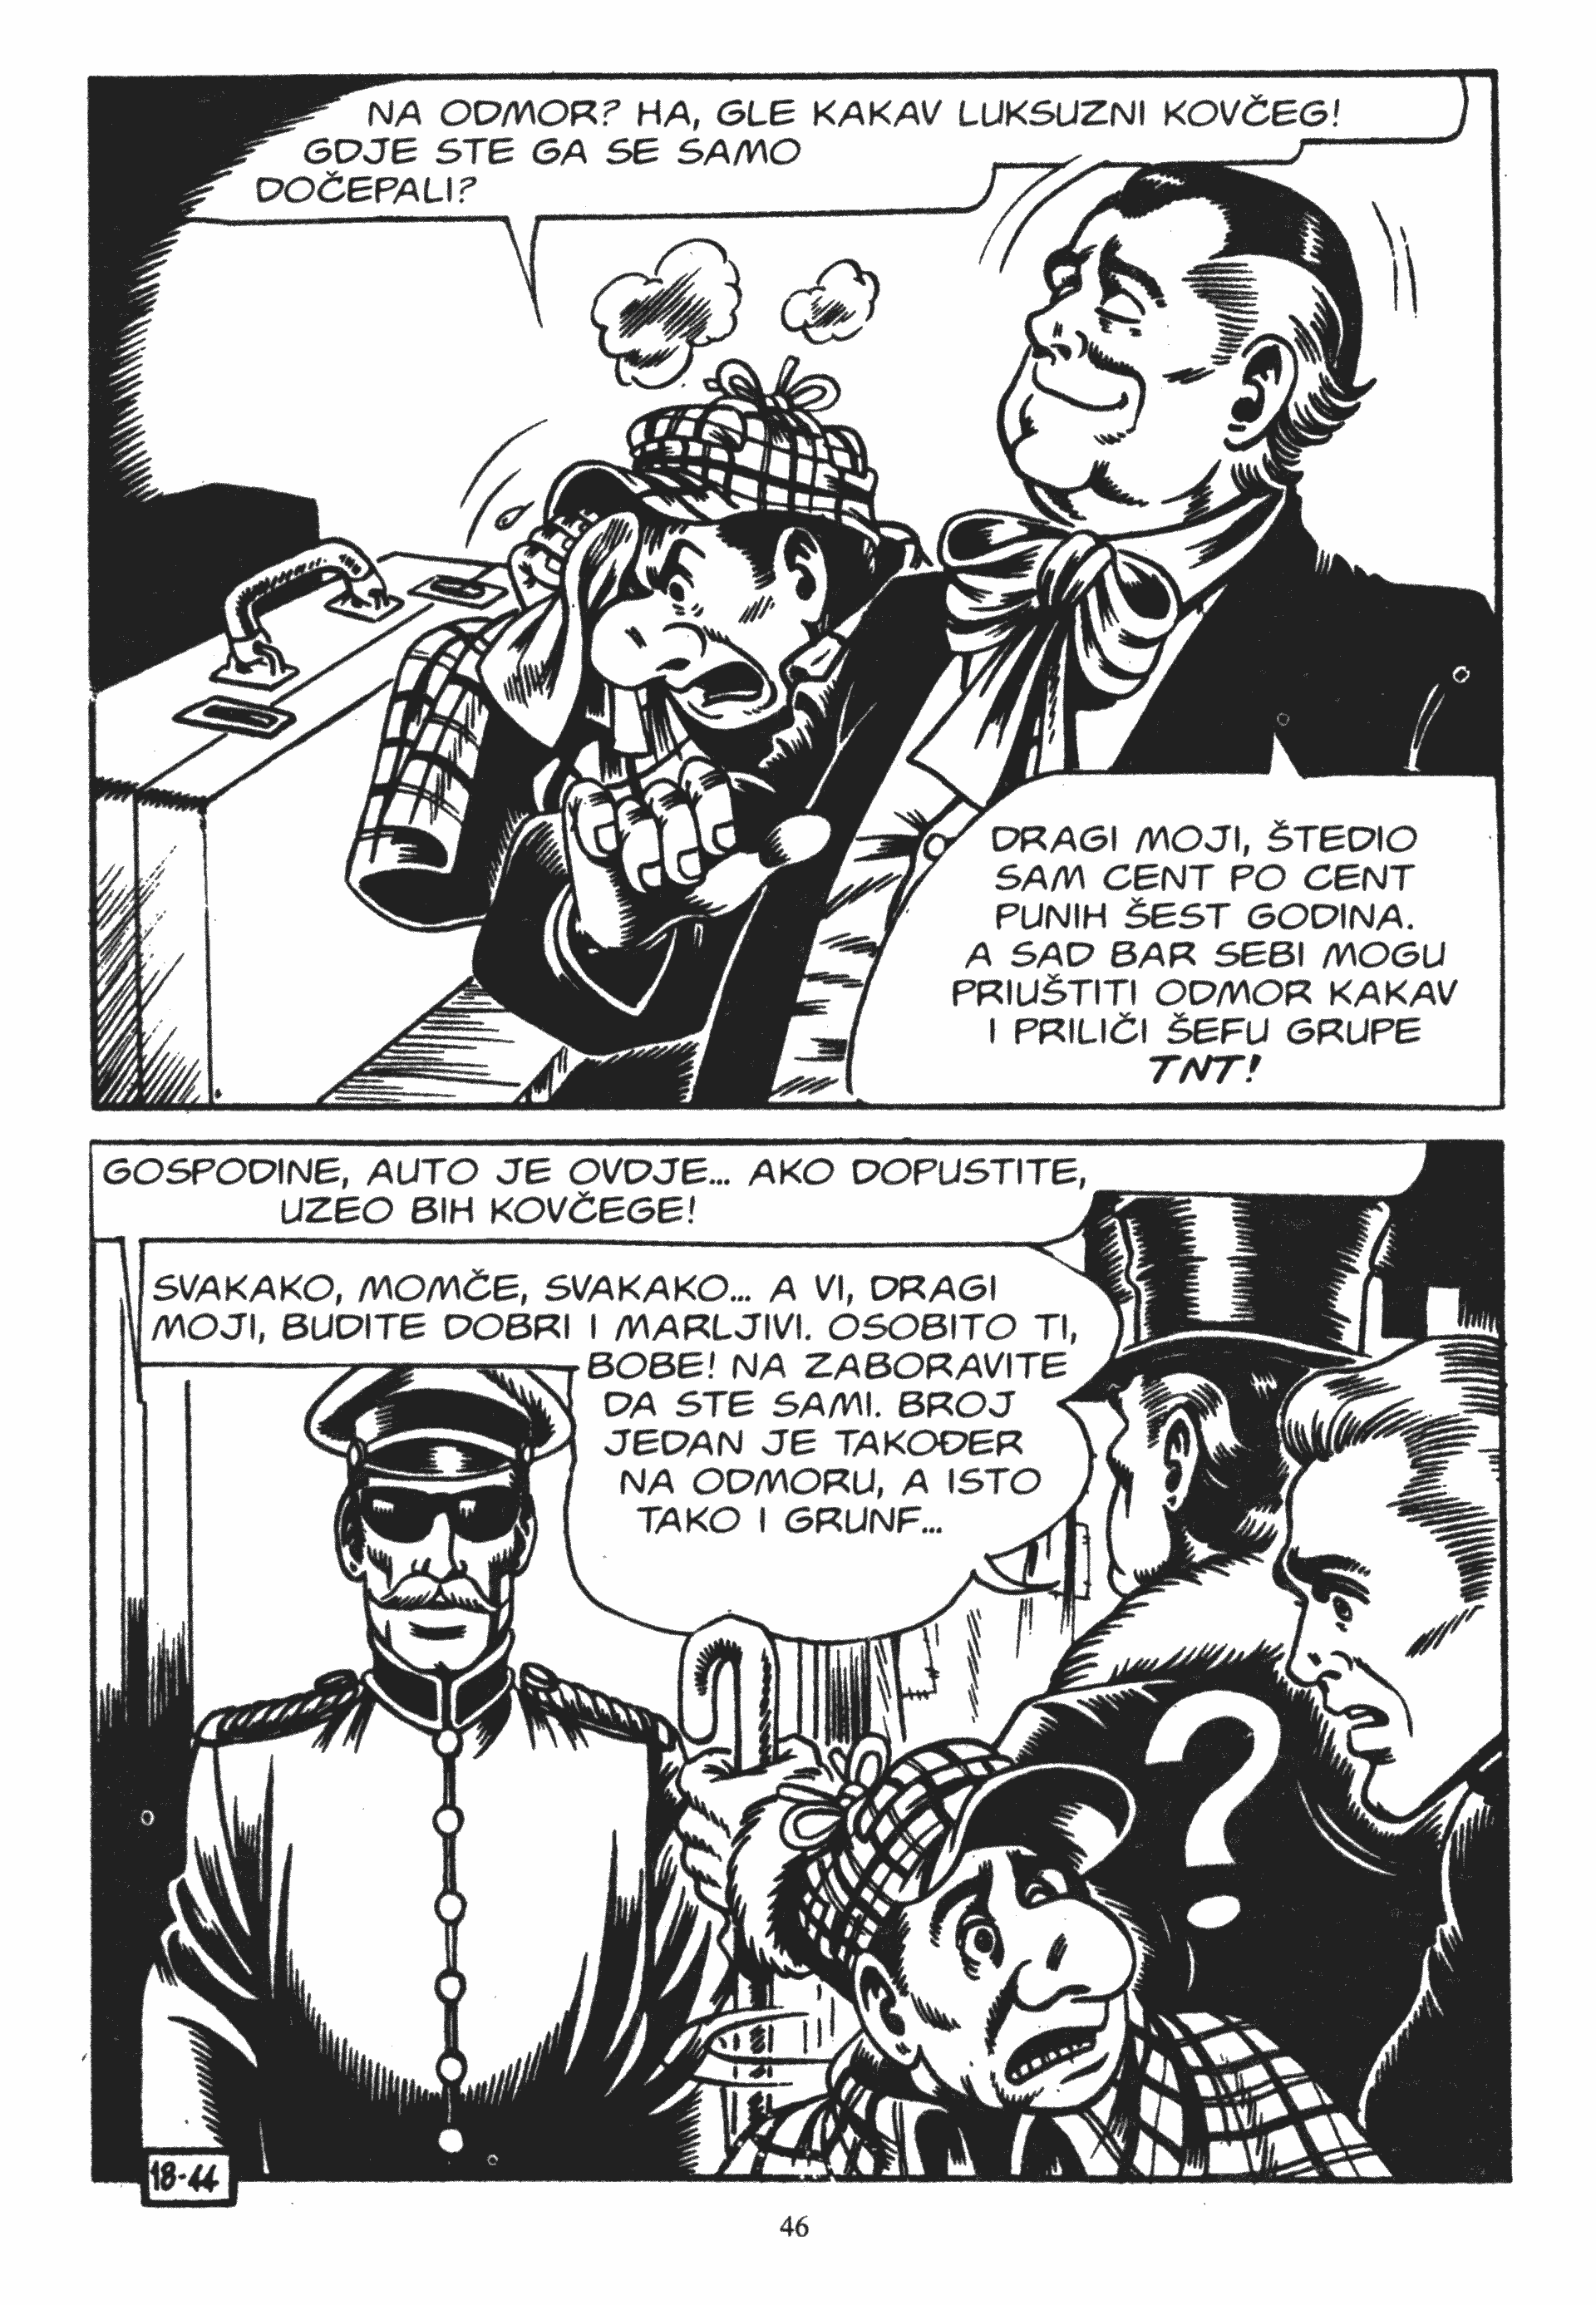 NA ODMOR? HA, GLE KAKAV LUKSUZNI KOVČEG!
GDJE STE GA SE SAMO
DOČEPALI?
DRAGI MOJI, ŠTEDIO
SAM CENT PO CENT
PUNIH ŠEST GODINA.
A SAD BAR SEBI MOGU
PRIUŠTITI ODMOR KAKAV
I PRILIČI ŠEFU GRUPE
TNT!
GOSPODINE, AUTO JE OVDJE... AKO DOPUSTITE,
UZEO BIH KOVČEGE!
SVAKAKO, MOMČE, SVAKAKO... A VI, DRAGI
MOJI, BUDITE DOBRI I MARLJIVI. OSOBITO TI,
BOBE! NA ZABORAVITE
DA STE SAMI. BROJ
JEDAN JE TAKOĐER
NA ODMORU, A ISTO
TAKO I GRUNF...
?
18-44
46